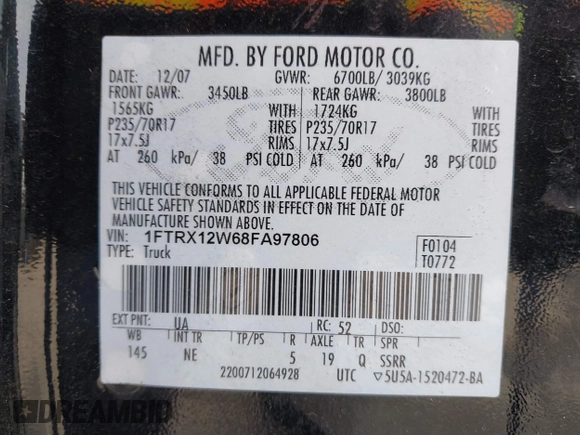 MFD. BY FORD MOTOR CO.
DATE: 12/07 GVWR: 6700LB/ 3039KG
FRONT GAWR: 3450LB REAR GAWR: 3800LB
1565KG WITH 1724KG WITH
P235/70R17 TIRES P235/70R17 TIRES
17x7.5J RIMS 17x7.5J RIMS
AT 260 kPa/ 38 PSI COLD AT 260 kPa/ 38 PSI COLD
THIS VEHICLE CONFORMS TO ALL APPLICABLE FEDERAL MOTOR
VEHICLE SAFETY STANDARDS IN EFFECT ON THE DATE OF
MANUFACTURE SHOWN ABOVE.
VIN: 1FTRX12W68FA97806 F0104
TYPE: Truck T0772
EXT PNT: UA RC: 52 DSO:
WB INT TR TP/PS R AXLE TR SPR
145 NE 5 19 Q SSRR
2200712064928 UTC ▽5U5A-1520472-BA
DREAMBID
Ford